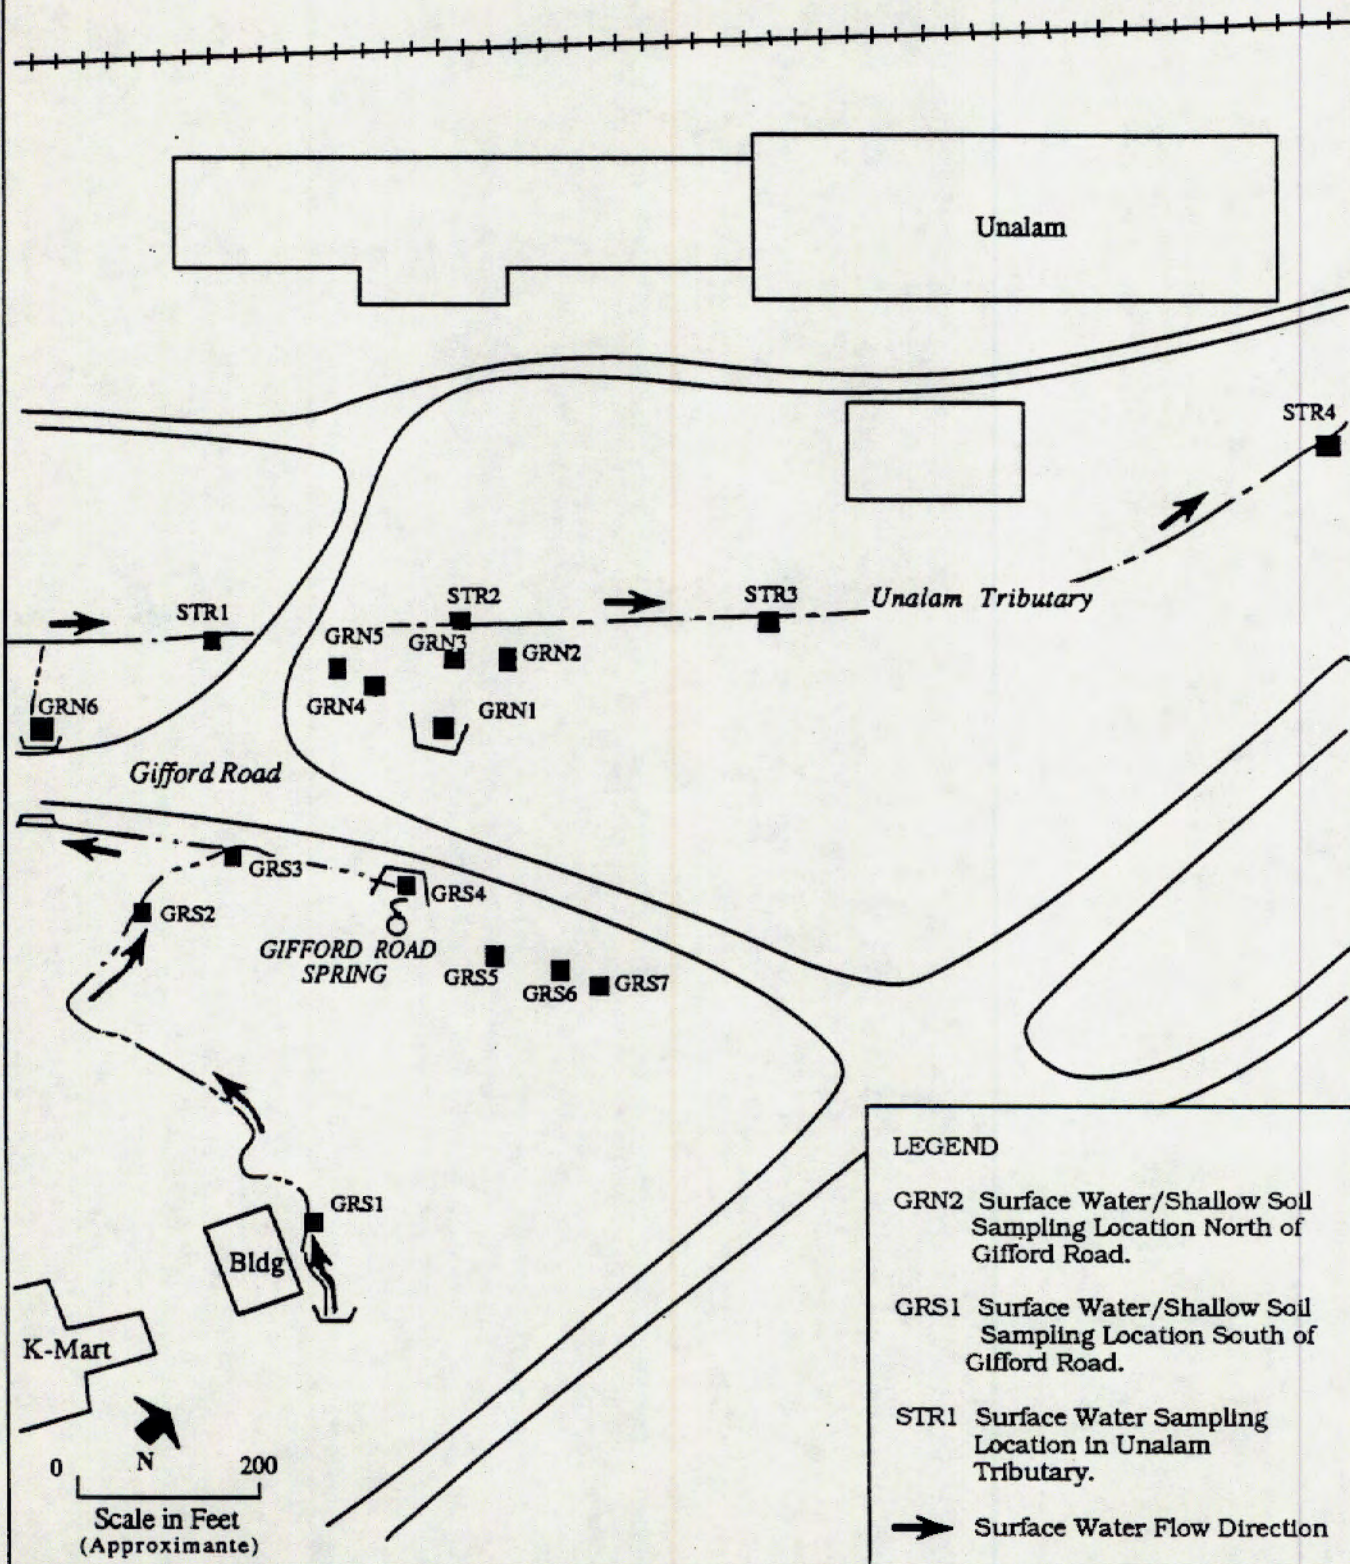 Unalam
STR4
STR1
STR2
STR3
Unalam Tributary
GRN5
GRN3
GRN2
GRN4
GRN1
GRN6
Gifford Road
GRS3
GRS4
GRS2
GIFFORD ROAD
SPRING
GRS5
GRS6
GRS7
GRS1
Bldg
K-Mart
N
0
200
Scale in Feet
(Approximante)
LEGEND
GRN2 Surface Water/Shallow Soil
Sampling Location North of
Gifford Road.
GRS1 Surface Water/Shallow Soil
Sampling Location South of
Gifford Road.
STR1 Surface Water Sampling
Location in Unalam
Tributary.
Surface Water Flow Direction